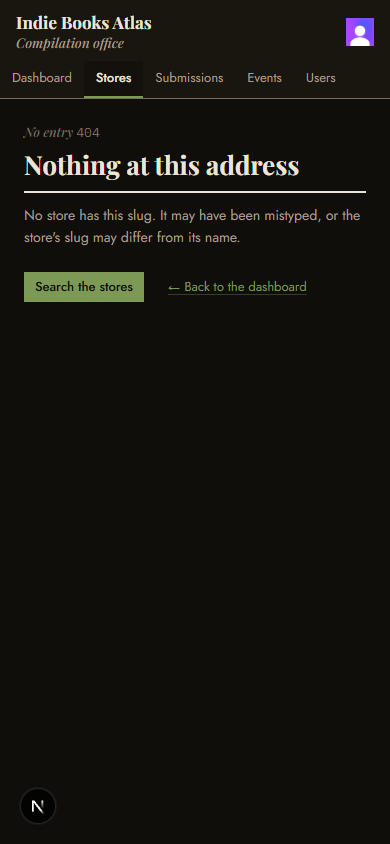 Indie Books Atlas
Compilation office
Dashboard Stores Submissions Events Users
No entry 404
Nothing at this address
No store has this slug. It may have been mistyped, or the
store's slug may differ from its name.
Search the stores ← Back to the dashboard
N